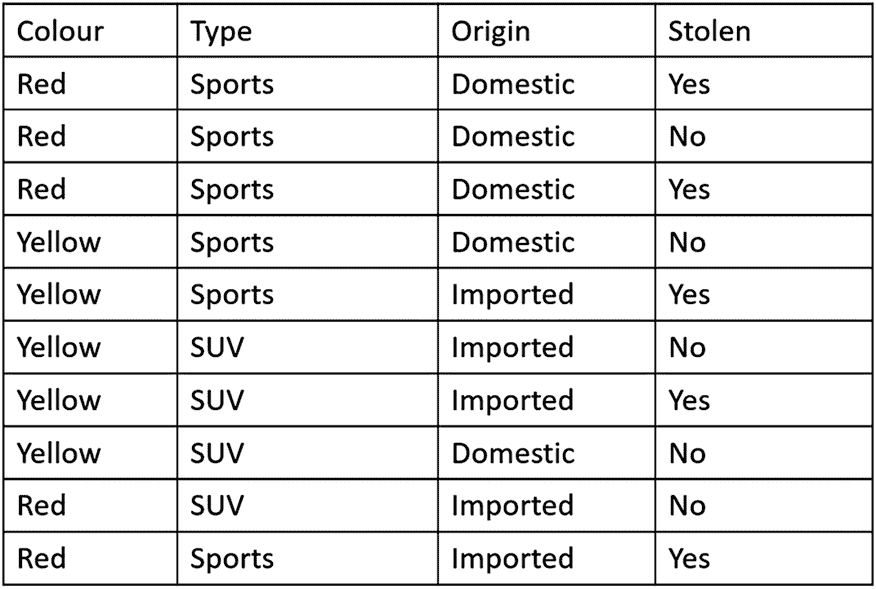 Colour Type Origin Stolen
Red Sports Domestic Yes
Red Sports Domestic No
Red Sports Domestic Yes
Yellow Sports Domestic No
Yellow Sports Imported Yes
Yellow SUV Imported No
Yellow SUV Imported Yes
Yellow SUV Domestic No
Red SUV Imported No
Red Sports Imported Yes